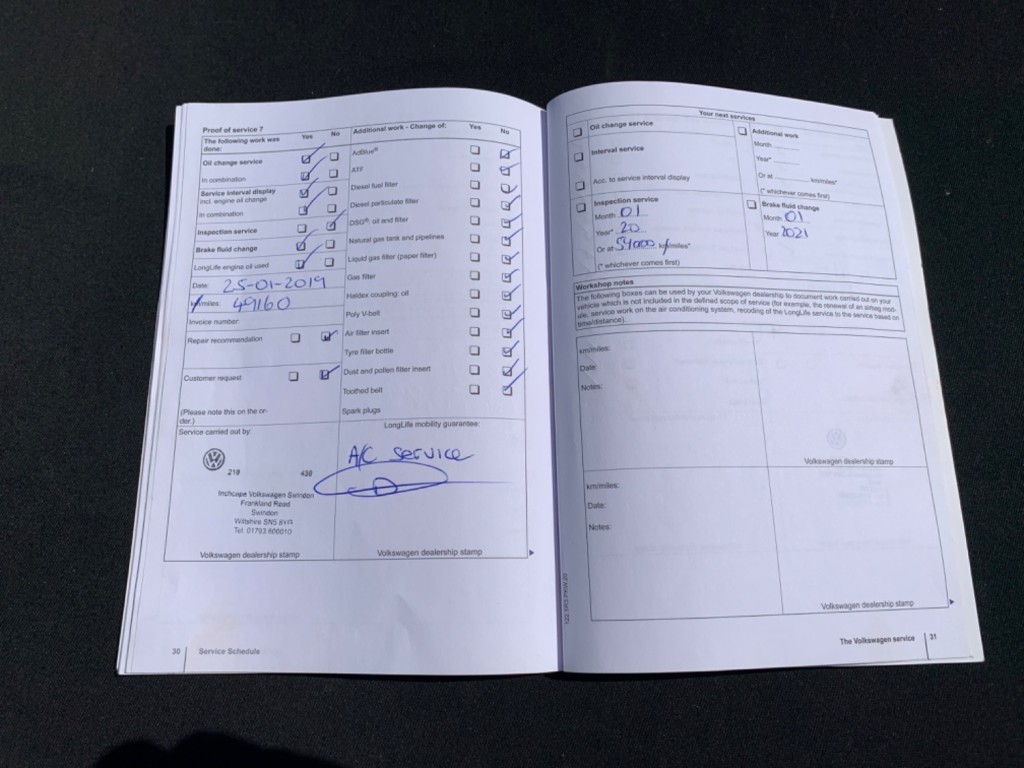 Proof of service 7
Yes No
The following work was
done:
Oil change service
In combination
Service interval display
incl. engine oil change
In combination
Inspection service
Brake fluid change
LongLife engine oil used
Date: 25-01-2019
km/miles: 49160
Invoice number:
Repair recommendation
Customer request
(Please note this on the or-
der.)
Service carried out by:
218 430
Inchcape Volkswagen Swindon
Frankland Road
Swindon
Wiltshire SN5 8YG
Tel: 01793
Volkswagen dealership stamp
Additional work - Change of: Yes No
AdBlue®
ATF
Diesel fuel filter
Diesel particulate filter
DSG® oil and filter
Natural gas tank and pipelines
Liquid gas filter (paper filter)
Gas filter
Haldex coupling: oil
Poly V-belt
Air filter insert
Tyre filler bottle
Dust and pollen filter insert
Toothed belt
Spark plugs
LongLife mobility guarantee:
A/C service
Volkswagen dealership stamp
30 Service Schedule
Your next services
Oil change service
Interval service
Acc. to service interval display
Inspection service
Month 01
Year* 20
Or at 59000 km/miles*
(* whichever comes first)
Additional work
Month
Year*
Or at km/miles*
(* whichever comes first)
Brake fluid change
Month 01
Year 2021
Workshop notes
The following boxes can be used by your Volkswagen dealership to document work carried out on your
vehicle which is not included in the defined scope of service (for example, the renewal of an airbag mod-
ule, service work on the air conditioning system, recoding of the LongLife service to the service based on
time/distance).
km/miles:
Date:
Notes:
Volkswagen dealership stamp
km/miles:
Date:
Notes:
Volkswagen dealership stamp
The Volkswagen service 31